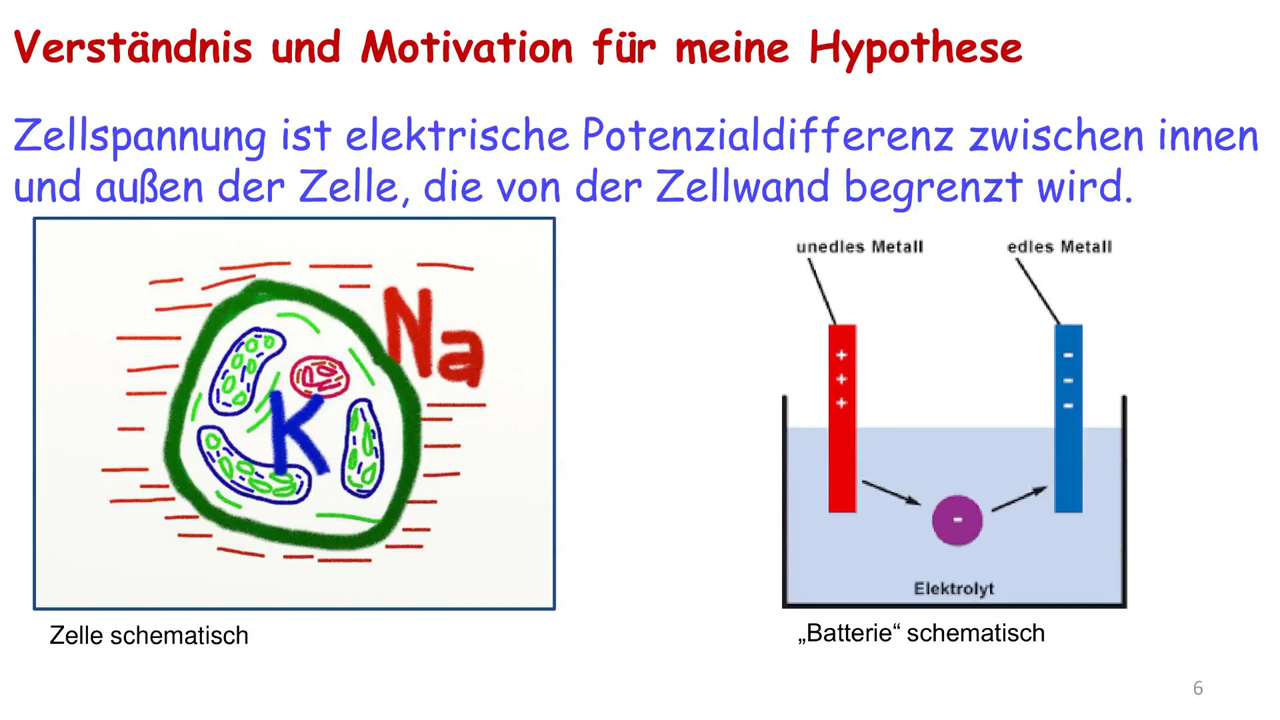 Verständnis und Motivation für meine Hypothese
Zellspannung ist elektrische Potenzialdifferenz zwischen innen
und außen der Zelle, die von der Zellwand begrenzt wird.
Na
K
Zelle schematisch
unedles Metall
edles Metall
+
+
+
-
-
-
-
Elektrolyt
„Batterie“ schematisch
6